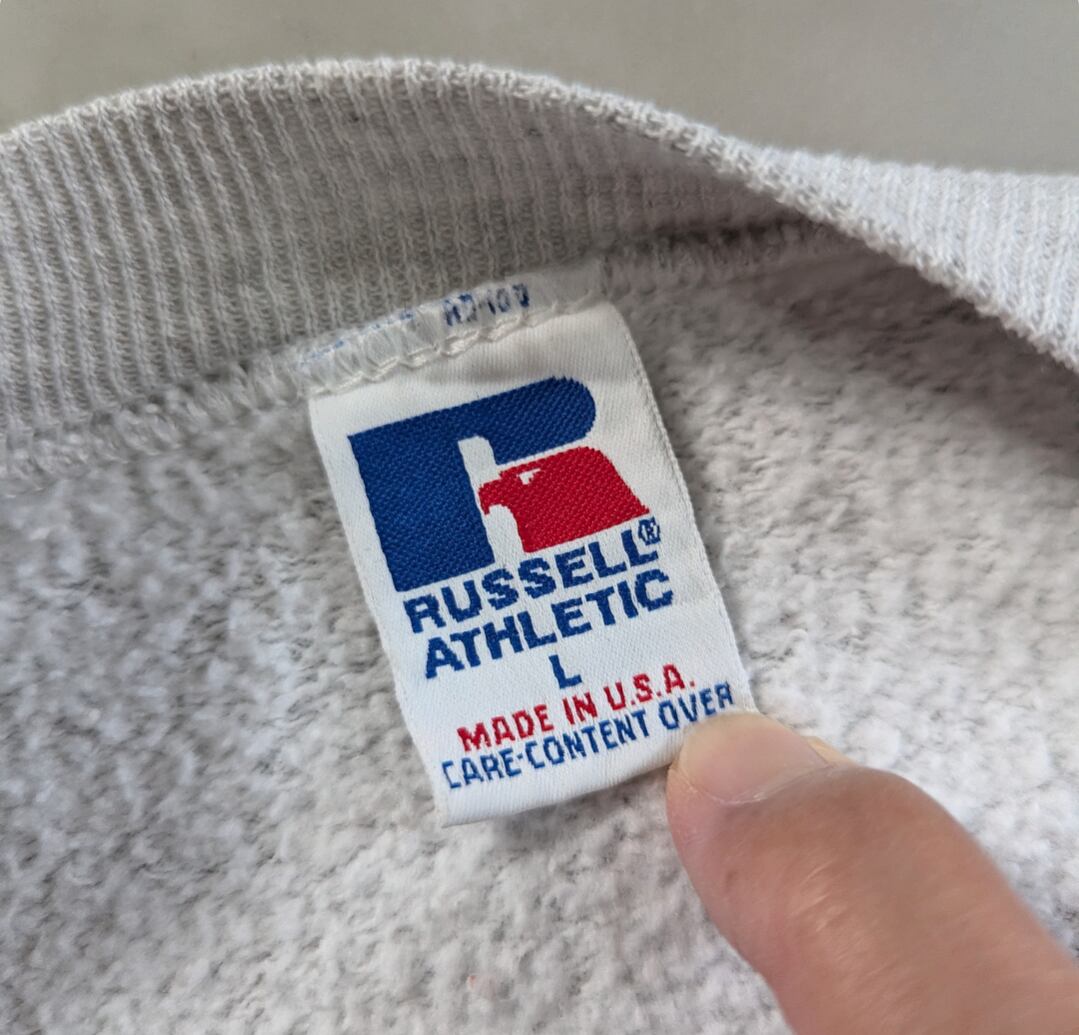 RUSSELL®
ATHLETIC
L
MADE IN U.S.A.
CARE-CONTENT OVER